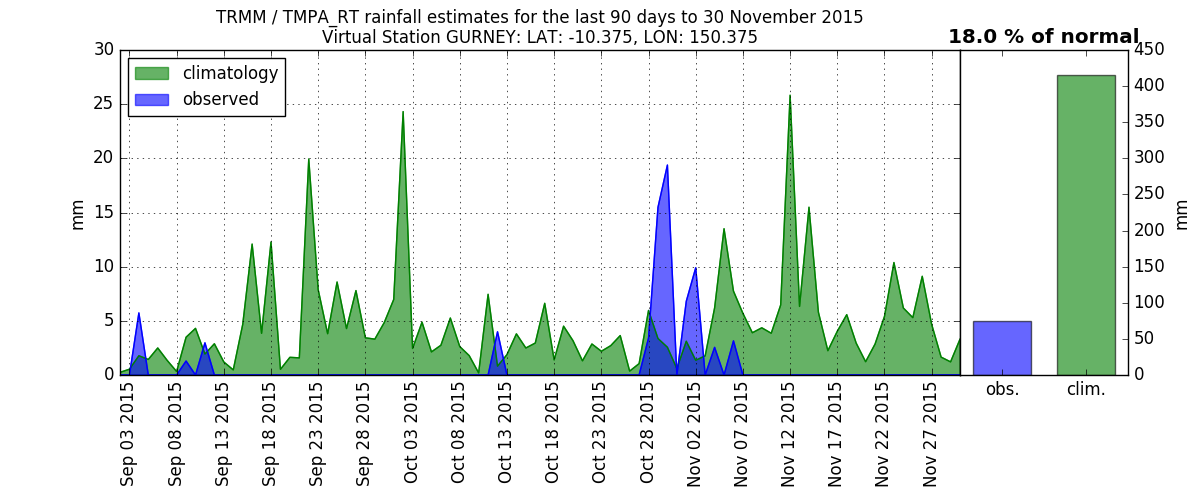 TRMM / TMPA_RT rainfall estimates for the last 90 days to 30 November 2015
Virtual Station GURNEY: LAT: -10.375, LON: 150.375
18.0 % of normal
climatology
observed
30
25
20
15
10
5
0
mm
Sep 03 2015
Sep 08 2015
Sep 13 2015
Sep 18 2015
Sep 23 2015
Sep 28 2015
Oct 03 2015
Oct 08 2015
Oct 13 2015
Oct 18 2015
Oct 23 2015
Oct 28 2015
Nov 02 2015
Nov 07 2015
Nov 12 2015
Nov 17 2015
Nov 22 2015
Nov 27 2015
obs.
clim.
450
400
350
300
250
200
150
100
50
0
mm